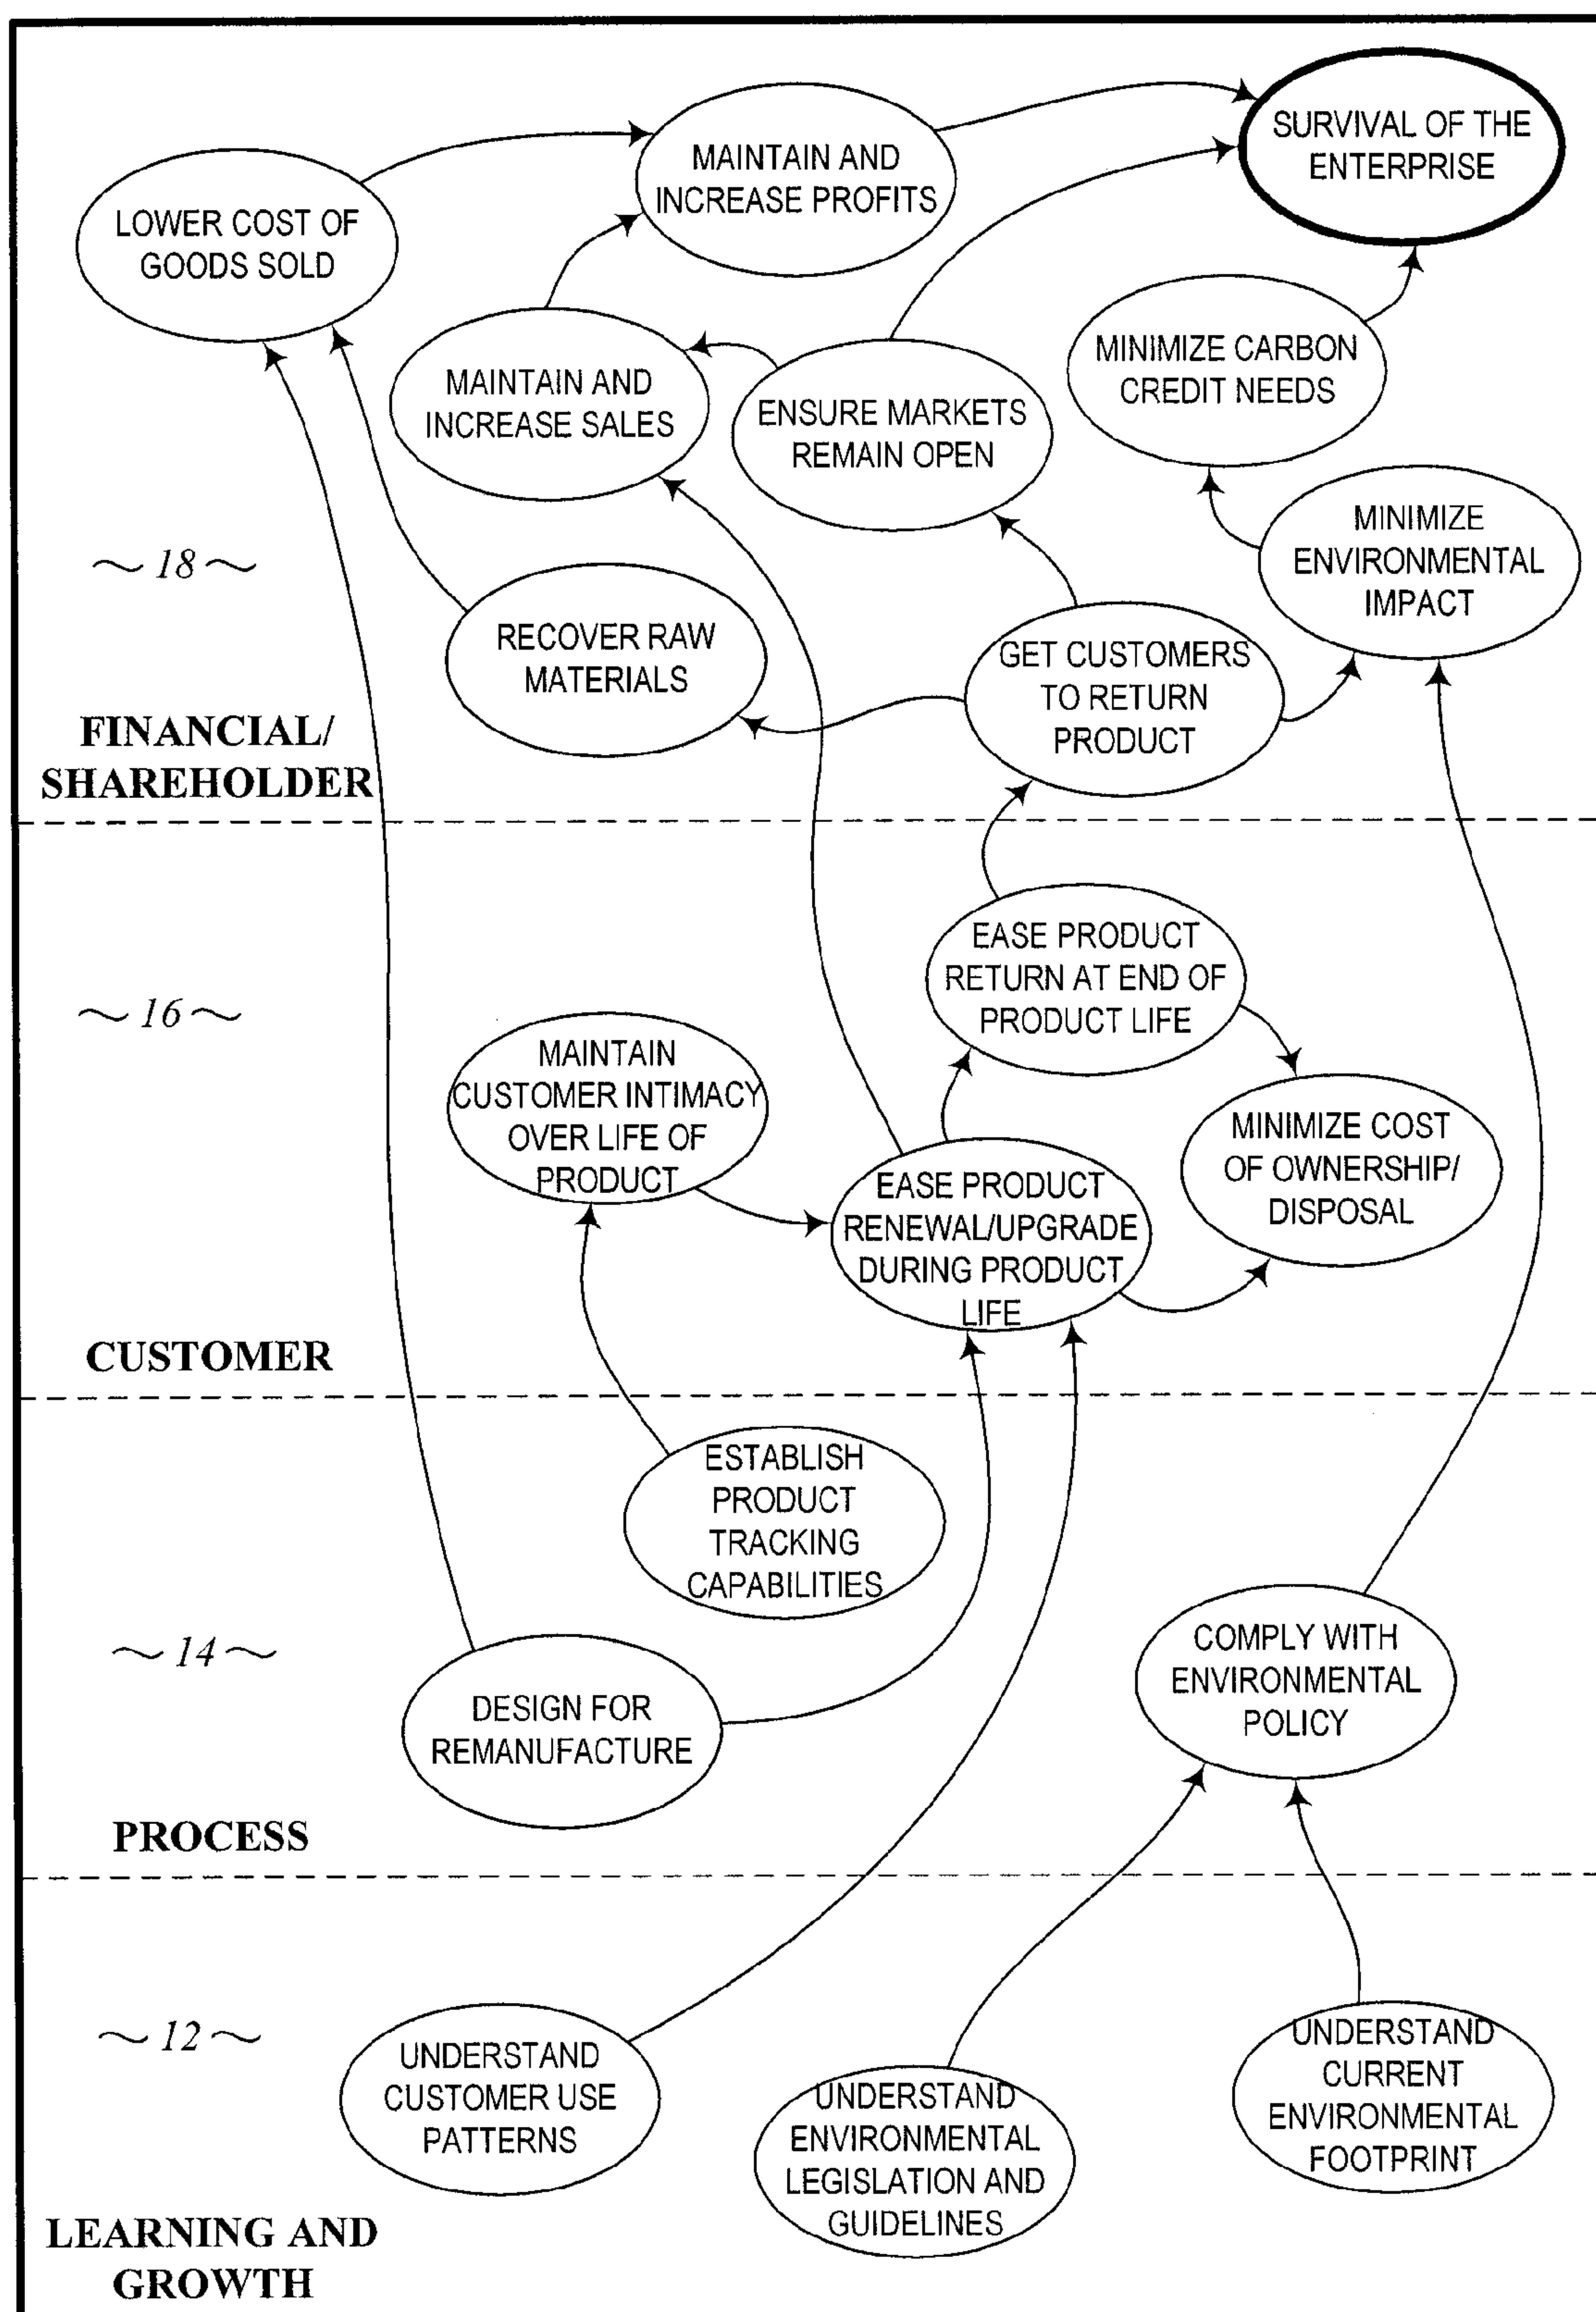 SURVIVAL OF THE
ENTERPRISE
MAINTAIN AND
INCREASE PROFITS
LOWER COST OF
GOODS SOLD
MINIMIZE CARBON
CREDIT NEEDS
MAINTAIN AND
INCREASE SALES
ENSURE MARKETS
REMAIN OPEN
MINIMIZE
ENVIRONMENTAL
IMPACT
~18~
RECOVER RAW
MATERIALS
GET CUSTOMERS
TO RETURN
PRODUCT
FINANCIAL/
SHAREHOLDER
EASE PRODUCT
RETURN AT END OF
PRODUCT LIFE
~16~
MAINTAIN
CUSTOMER INTIMACY
OVER LIFE OF
PRODUCT
MINIMIZE COST
OF OWNERSHIP/
DISPOSAL
EASE PRODUCT
RENEWAL/UPGRADE
DURING PRODUCT
LIFE
CUSTOMER
ESTABLISH
PRODUCT
TRACKING
CAPABILITIES
~14~
COMPLY WITH
ENVIRONMENTAL
POLICY
DESIGN FOR
REMANUFACTURE
PROCESS
~12~
UNDERSTAND
CUSTOMER USE
PATTERNS
UNDERSTAND
ENVIRONMENTAL
LEGISLATION AND
GUIDELINES
UNDERSTAND
CURRENT
ENVIRONMENTAL
FOOTPRINT
LEARNING AND
GROWTH